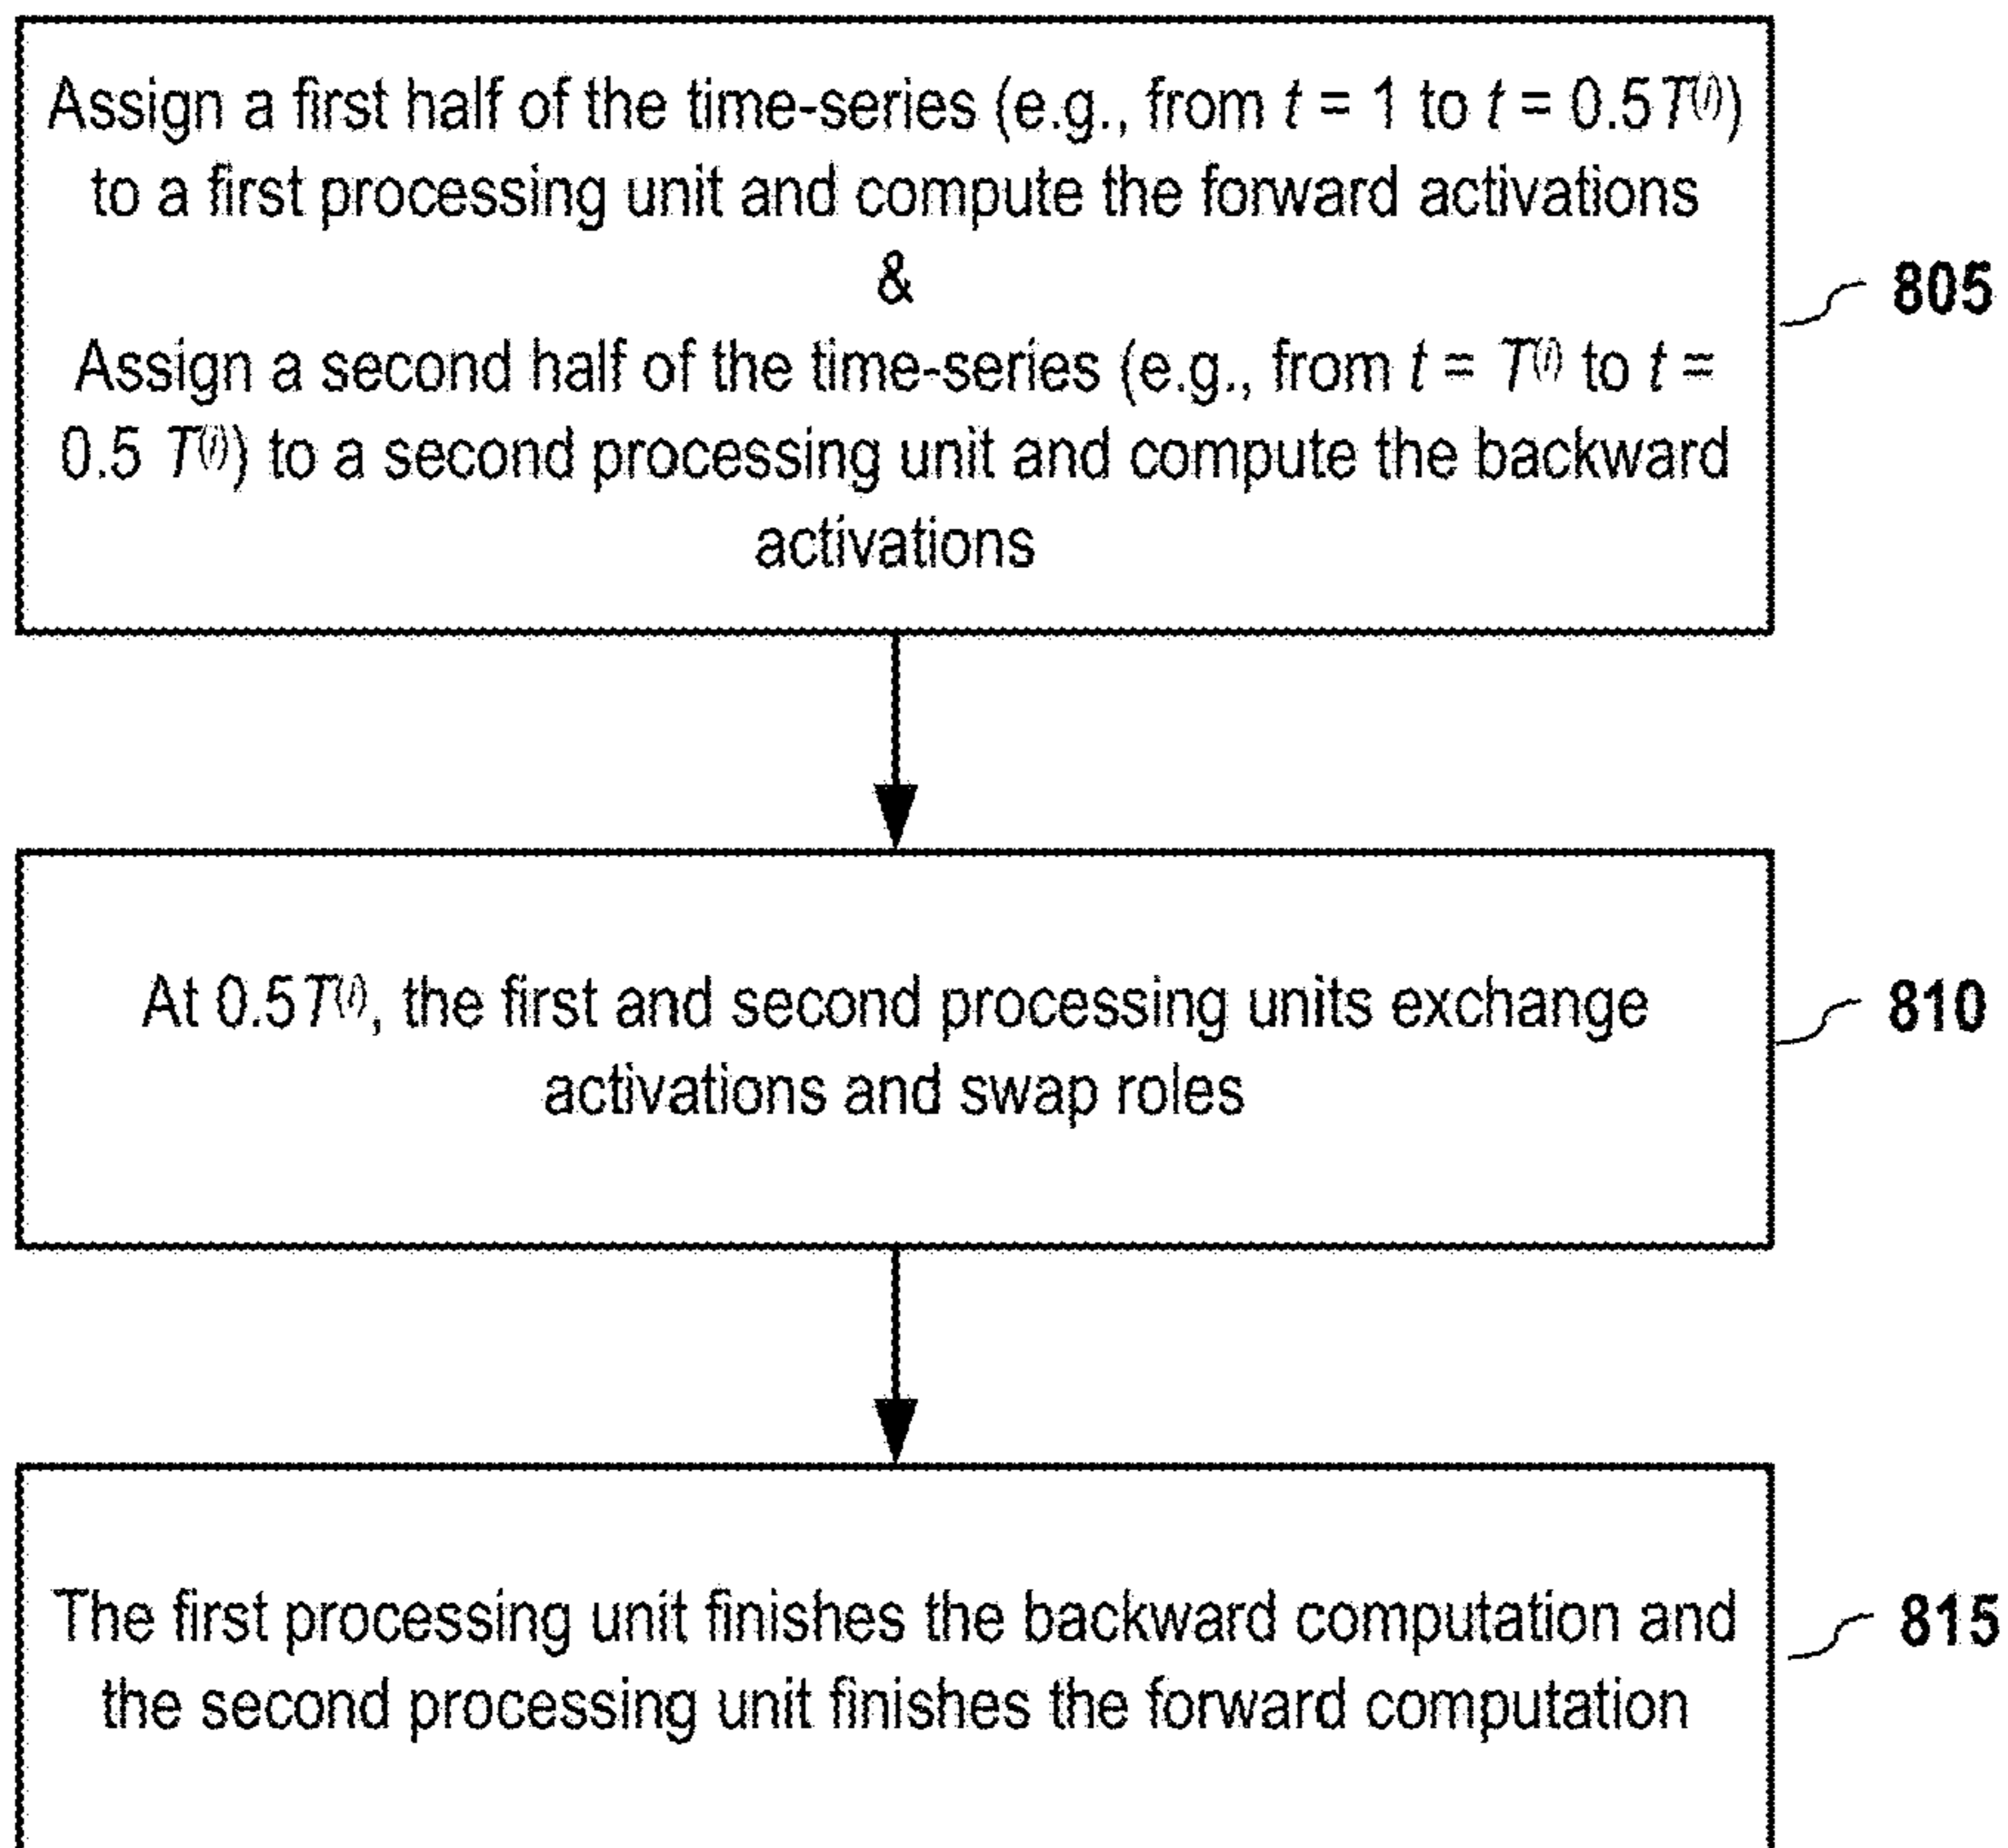 Assign a first half of the time-series (e.g., from t = 1 to t = 0.5T(i))
to a first processing unit and compute the forward activations
&
Assign a second half of the time-series (e.g., from t = T(i) to t =
0.5 T(i)) to a second processing unit and compute the backward
activations
805
At 0.5T(i), the first and second processing units exchange
activations and swap roles
810
The first processing unit finishes the backward computation and
the second processing unit finishes the forward computation
815